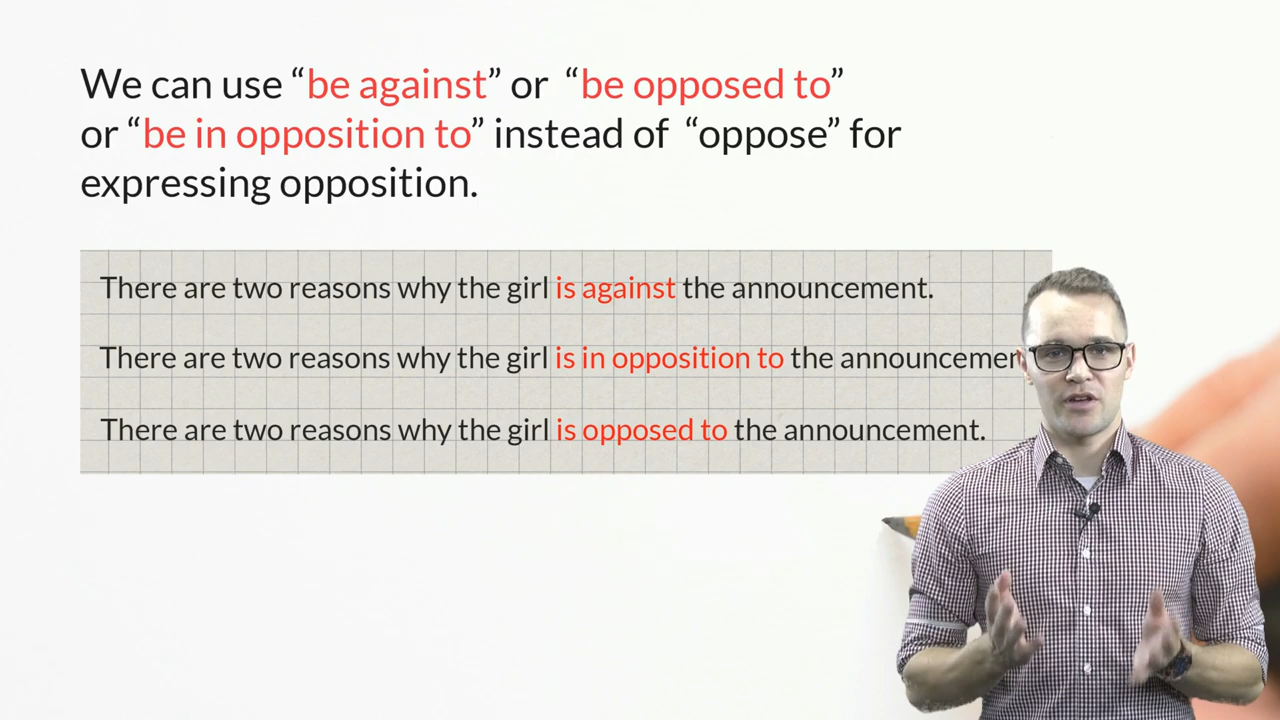 We can use “be against” or “be opposed to”
or “be in opposition to” instead of “oppose” for
expressing opposition.
There are two reasons why the girl is against the announcement.
There are two reasons why the girl is in opposition to the announcemen
There are two reasons why the girl is opposed to the announcement.